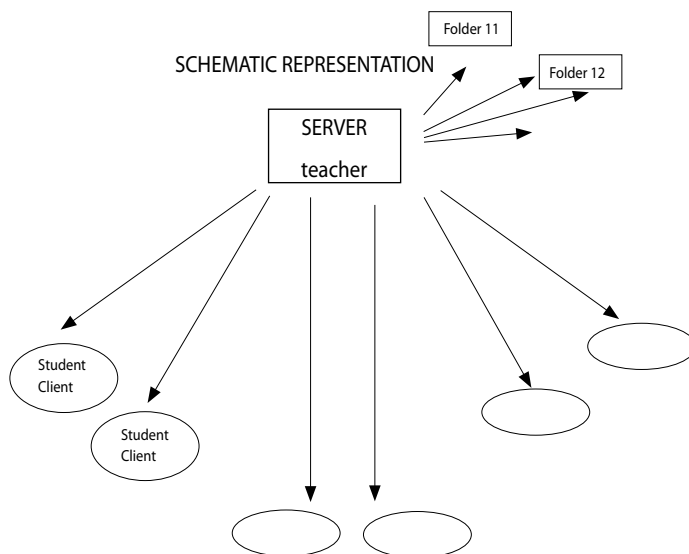 Folder 11
SCHEMATIC REPRESENTATION
Folder 12
SERVER
teacher
Student
Client
Student
Client